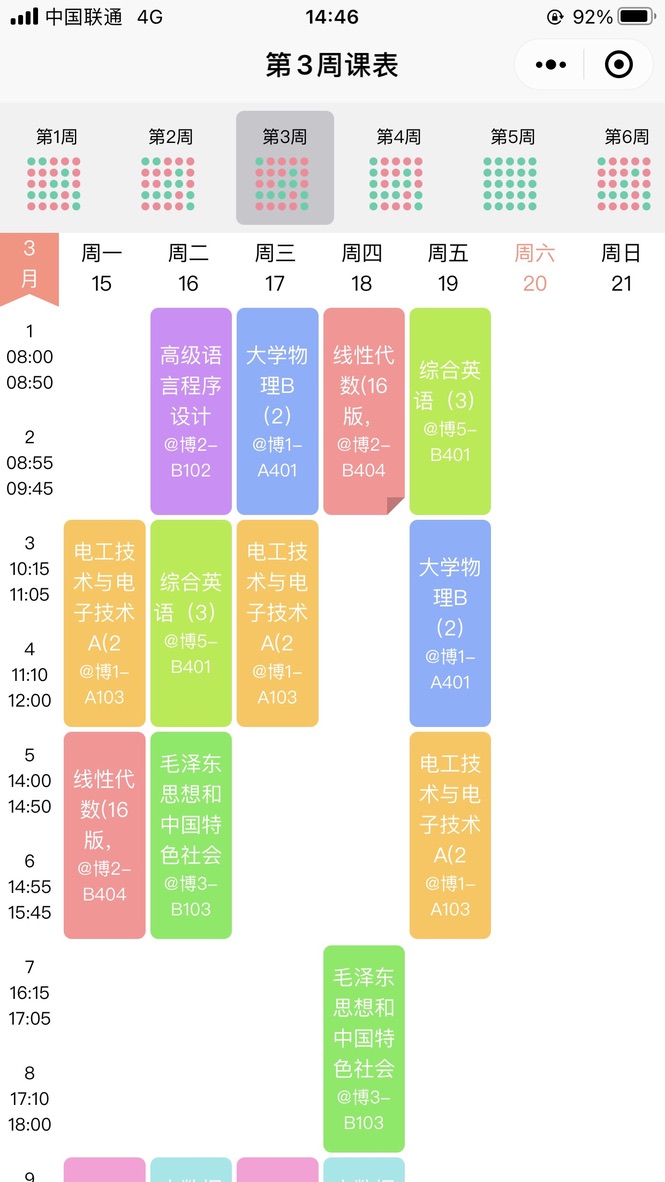 中国联通 4G 14:46 92%
第3周课表
第1周 第2周 第3周 第4周 第5周 第6周
3
月
周一 周二 周三 周四 周五 周六 周日
15 16 17 18 19 20 21
1
08:00
08:50
2
08:55
09:45
高级语
言程序
设计
@博2-
B102
大学物
理B
（2）
@博1-
A401
线性代
数(16
版，
@博2-
B404
综合英
语（3）
@博5-
B401
3
10:15
11:05
4
11:10
12:00
电工技
术与电
子技术
A(2
@博1-
A103
综合英
语（3）
@博5-
B401
电工技
术与电
子技术
A(2
@博1-
A103
大学物
理B
（2）
@博1-
A401
5
14:00
14:50
6
14:55
15:45
线性代
数(16
版，
@博2-
B404
毛泽东
思想和
中国特
色社会
@博3-
B103
电工技
术与电
子技术
A(2
@博1-
A103
7
16:15
17:05
8
17:10
18:00
毛泽东
思想和
中国特
色社会
@博3-
B103
9